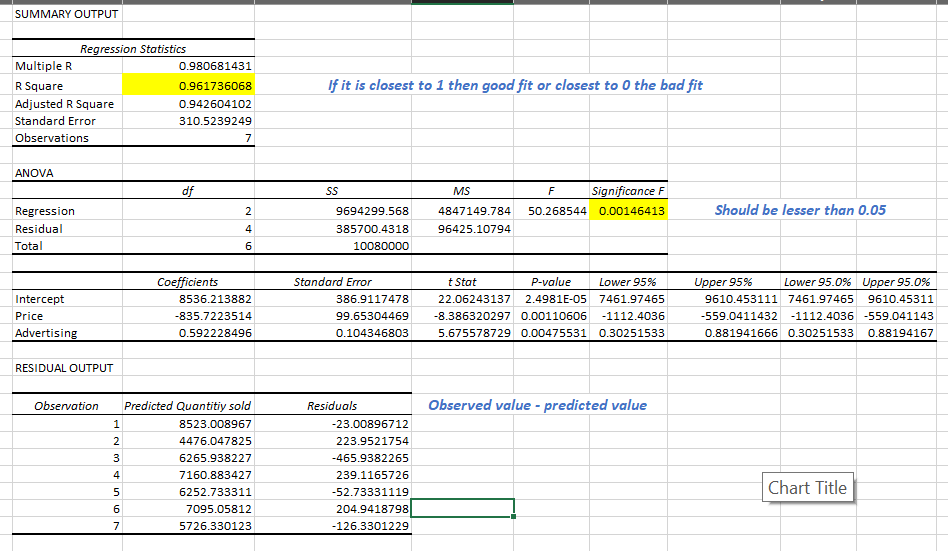 SUMMARY OUTPUT
Regression Statistics
Multiple R 0.980681431
R Square 0.961736068 If it is closest to 1 then good fit or closest to 0 the bad fit
Adjusted R Square 0.942604102
Standard Error 310.5239249
Observations 7
ANOVA
df SS MS F Significance F
Regression 2 9694299.568 4847149.784 50.268544 0.00146413 Should be lesser than 0.05
Residual 4 385700.4318 96425.10794
Total 6 10080000
Coefficients Standard Error t Stat P-value Lower 95% Upper 95% Lower 95.0% Upper 95.0%
Intercept 8536.213882 386.9117478 22.06243137 2.4981E-05 7461.97465 9610.453111 7461.97465 9610.45311
Price -835.7223514 99.65304469 -8.386320297 0.00110606 -1112.4036 -559.0411432 -1112.4036 -559.041143
Advertising 0.592228496 0.104346803 5.675578729 0.00475531 0.30251533 0.881941666 0.30251533 0.88194167
RESIDUAL OUTPUT
Observation Predicted Quantitiy sold Residuals Observed value - predicted value
1 8523.008967 -23.00896712
2 4476.047825 223.9521754
3 6265.938227 -465.9382265
4 7160.883427 239.1165726
5 6252.733311 -52.73331119
6 7095.05812 204.9418798
7 5726.330123 -126.3301229
Chart Title